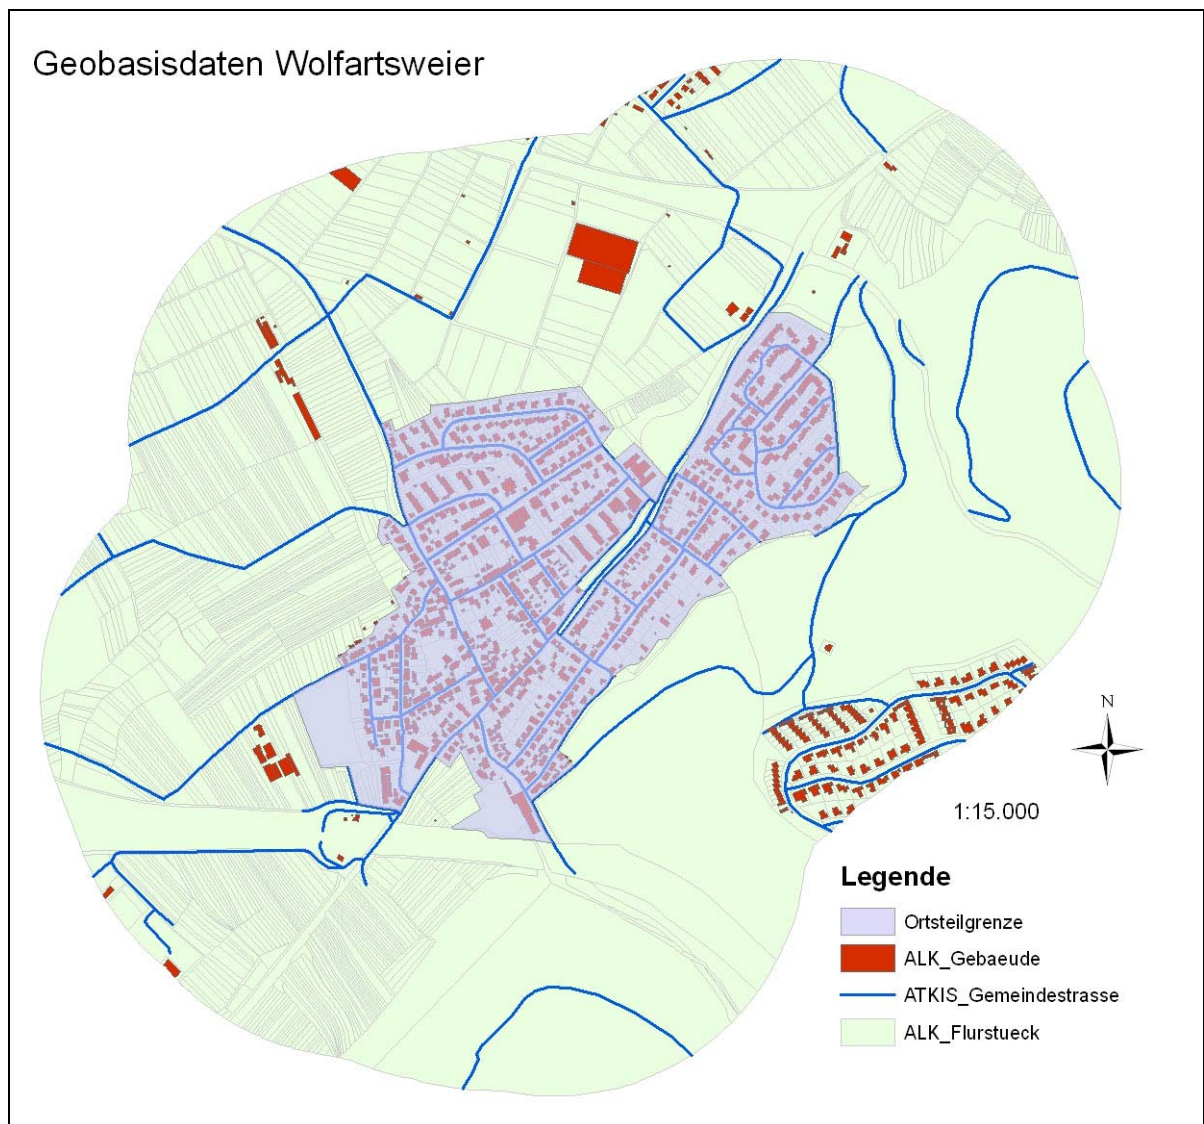 Geobasisdaten Wolfartsweier
N
1:15.000
Legende
Ortsteilgrenze
ALK_Gebaeude
ATKIS_Gemeindestrasse
ALK_Flurstueck